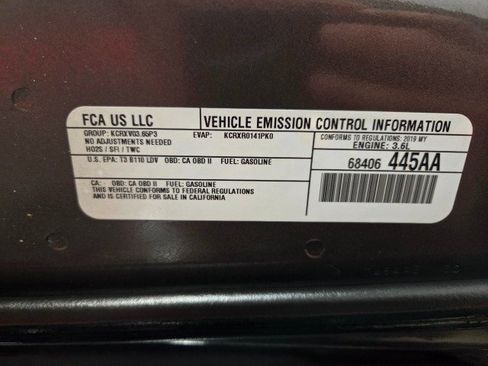 FCA US LLC
VEHICLE EMISSION CONTROL INFORMATION
GROUP: KCRXV03.65P3 EVAP: KCRXR0141PK0
NO ADJUSTMENTS NEEDED
HO2S / SFI / TWC
CONFORMS TO REGULATIONS: 2019 MY
ENGINE: 3.6L
U.S. EPA: T3 B110 LDV OBD: CA OBD II FUEL: GASOLINE
68406 445AA
CA: OBD: CA OBD II FUEL: GASOLINE
THIS VEHICLE CONFORMS TO FEDERAL REGULATIONS
AND IS NOT FOR SALE IN CALIFORNIA